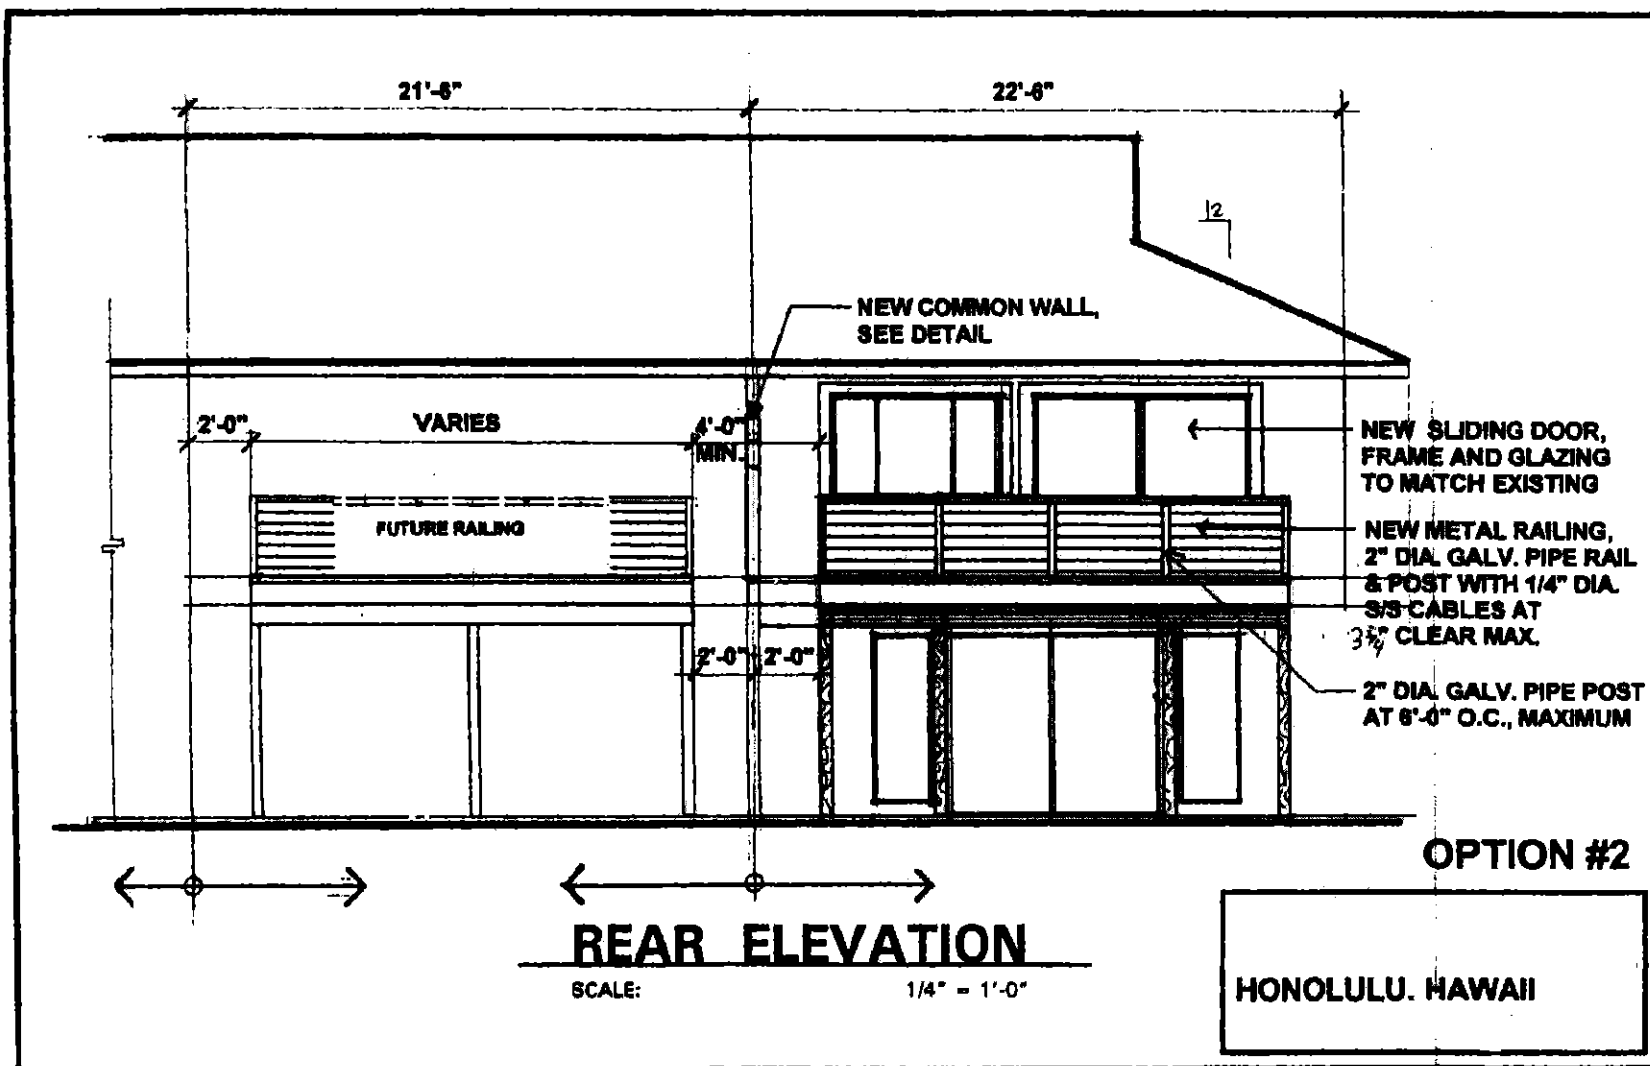 21'-6"
22'-6"
12
NEW COMMON WALL,
SEE DETAIL
2'-0"
VARIES
4'-0"
MIN.
NEW SLIDING DOOR,
FRAME AND GLAZING
TO MATCH EXISTING
FUTURE RAILING
NEW METAL RAILING,
2" DIA. GALV. PIPE RAIL
& POST WITH 1/4" DIA.
S/S CABLES AT
3 3/4" CLEAR MAX.
2'-0"
2'-0"
2" DIA. GALV. PIPE POST
AT 6'-0" O.C., MAXIMUM
OPTION #2
REAR ELEVATION
SCALE:
1/4" = 1'-0"
HONOLULU. HAWAII